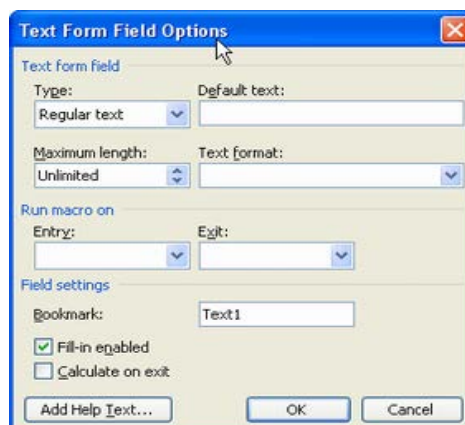 Text Form Field Options
Text form field
Type: Default text:
Regular text
Maximum length: Text format:
Unlimited
Run macro on
Entry: Exit:
Field settings
Bookmark: Text1
Fill-in enabled
Calculate on exit
Add Help Text... OK Cancel